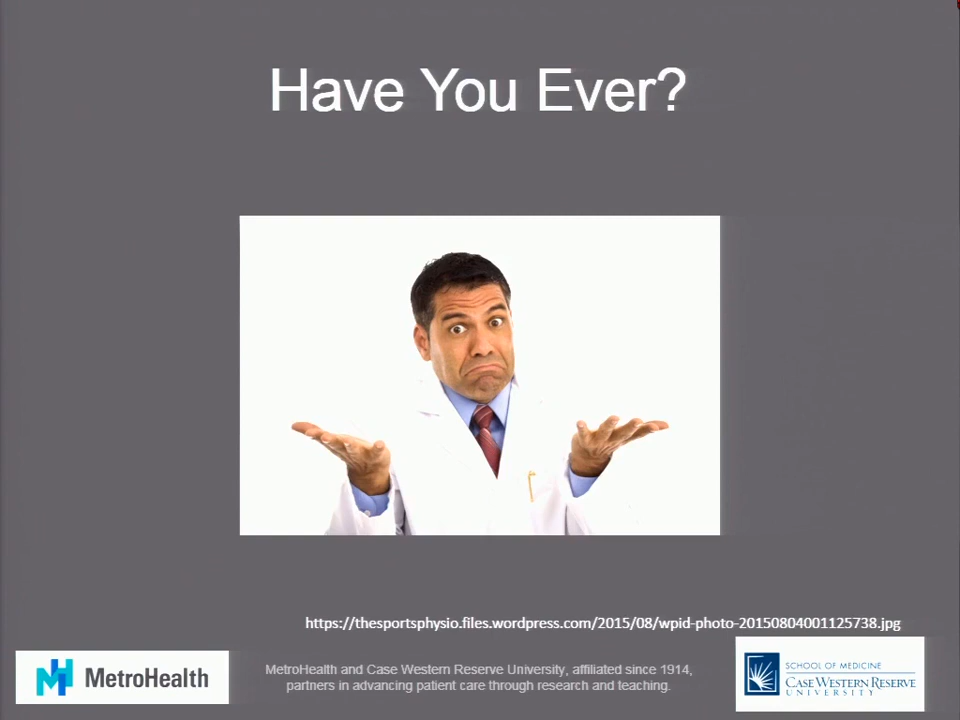 Have You Ever?
https://thesportsphysio.files.wordpress.com/2015/08/wpid-photo-20150804001125738.jpg
MetroHealth
MetroHealth and Case Western Reserve University, affiliated since 1914,
partners in advancing patient care through research and teaching.
SCHOOL OF MEDICINE
CASE WESTERN RESERVE
UNIVERSITY